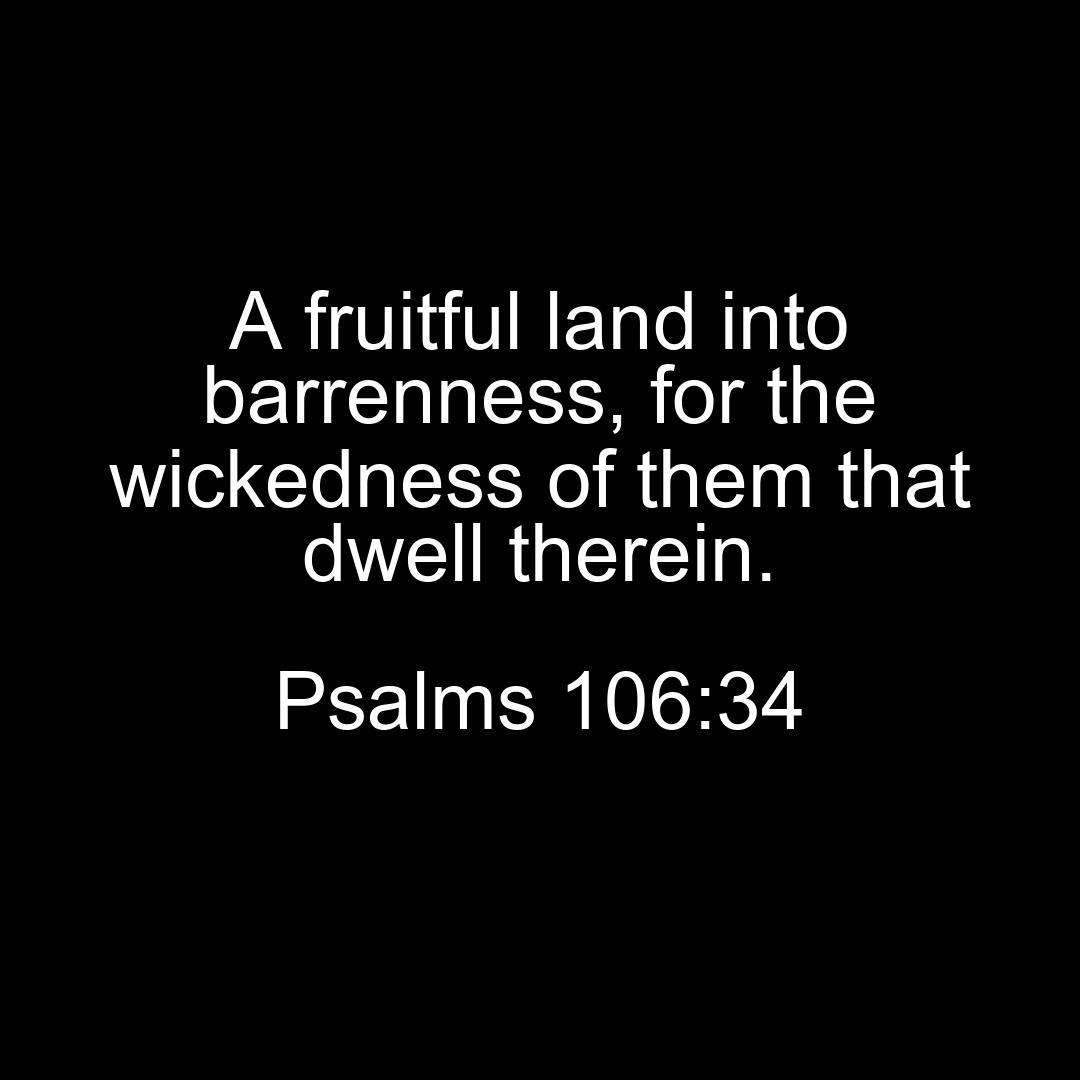 A fruitful land into
barrenness, for the
wickedness of them that
dwell therein.
Psalms 106:34